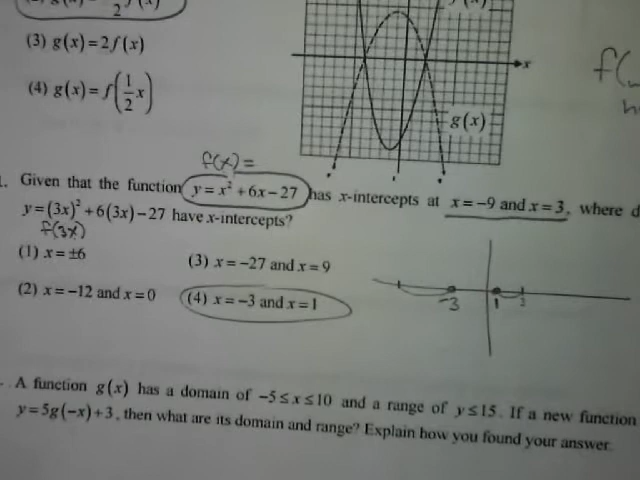 (3) g(x)=2f(x)
(4) g(x)=f(1/2x)
x
g(x)
f(x)=
Given that the function y=x²+6x-27 has x-intercepts at x=-9 and x=3, where
y=(3x)²+6(3x)-27 have x-intercepts?
f(3x)
(1) x=±6
(3) x=-27 and x=9
(2) x=-12 and x=0
(4) x=-3 and x=1
-3 1 3
A function g(x) has a domain of -5≤x≤10 and a range of y≤15. If a new function
y=5g(-x)+3, then what are its domain and range? Explain how you found your answer.